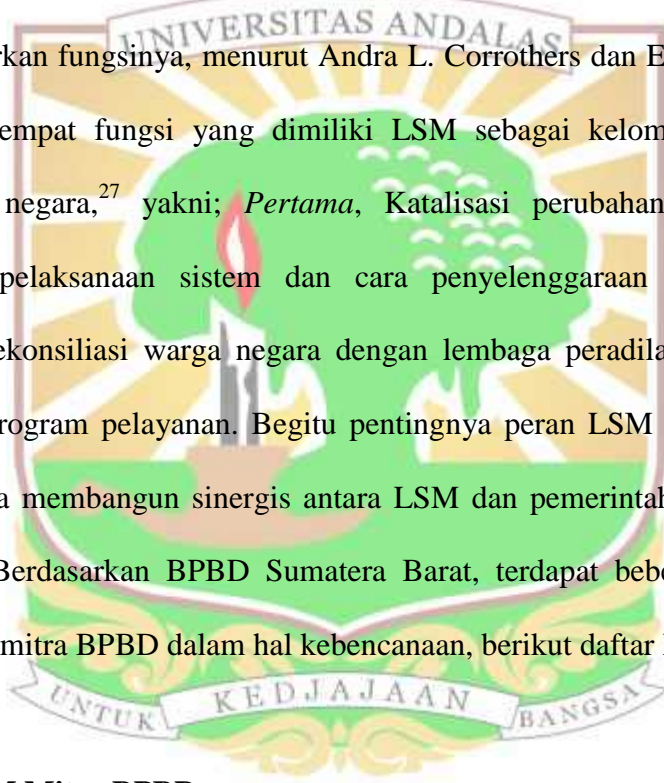 UNIVERSITAS ANDALAS
rkan fungsinya, menurut Andra L. Corrothers dan E
empat fungsi yang dimiliki LSM sebagai kelom
negara,27 yakni; Pertama, Katalisasi perubahan
pelaksanaan sistem dan cara penyelenggaraan
ekonsiliasi warga negara dengan lembaga peradila
rogram pelayanan. Begitu pentingnya peran LSM
a membangun sinergis antara LSM dan pemerintah
Berdasarkan BPBD Sumatera Barat, terdapat bebe
mitra BPBD dalam hal kebencanaan, berikut daftar
UNTUK KEDJAJAAN BANGSA